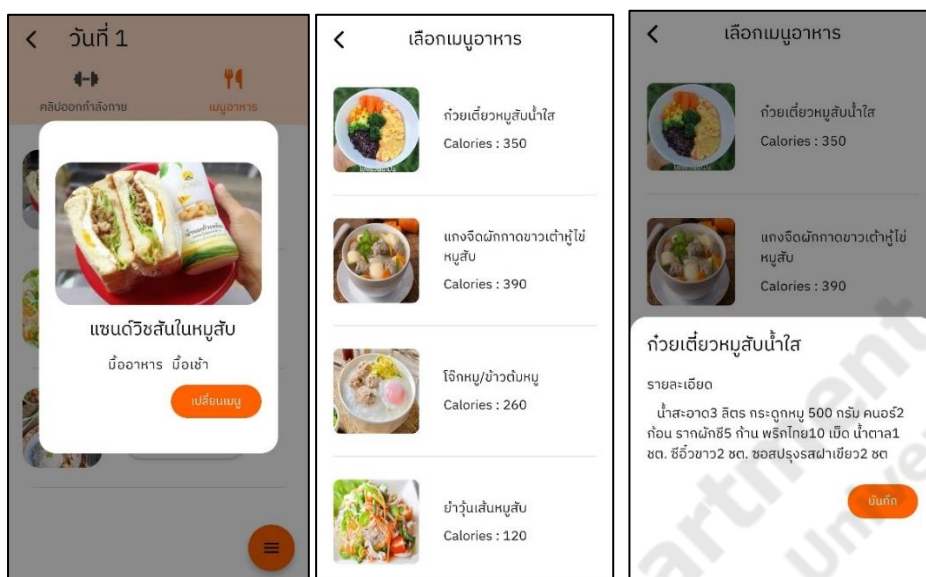 วันที่ 1
คลิปออกกำลังกาย
เมนูอาหาร
แซนด์วิชสันในหมูสับ
มื้ออาหาร มื้อเช้า
เปลี่ยนเมนู
เลือกเมนูอาหาร
ก๋วยเตี๋ยวหมูสับน้ำใส
Calories : 350
แกงจืดผักกาดขาวเต้าหู้ไข่
หมูสับ
Calories : 390
โจ๊กหมู/ข้าวต้มหมู
Calories : 260
ยำวุ้นเส้นหมูสับ
Calories : 120
เลือกเมนูอาหาร
ก๋วยเตี๋ยวหมูสับน้ำใส
Calories : 350
แกงจืดผักกาดขาวเต้าหู้ไข่
หมูสับ
Calories : 390
ก๋วยเตี๋ยวหมูสับน้ำใส
รายละเอียด
น้ำสะอาด3 ลิตร กระดูกหมู 500 กรัม คนอร์2
ก้อน รากผักชี5 ก้าน พริกไทย10 เม็ด น้ำตาล1
ชต. ซีอิ๊วขาว2 ชต. ซอสปรุงรสฝาเขียว2 ชต
บันทึก